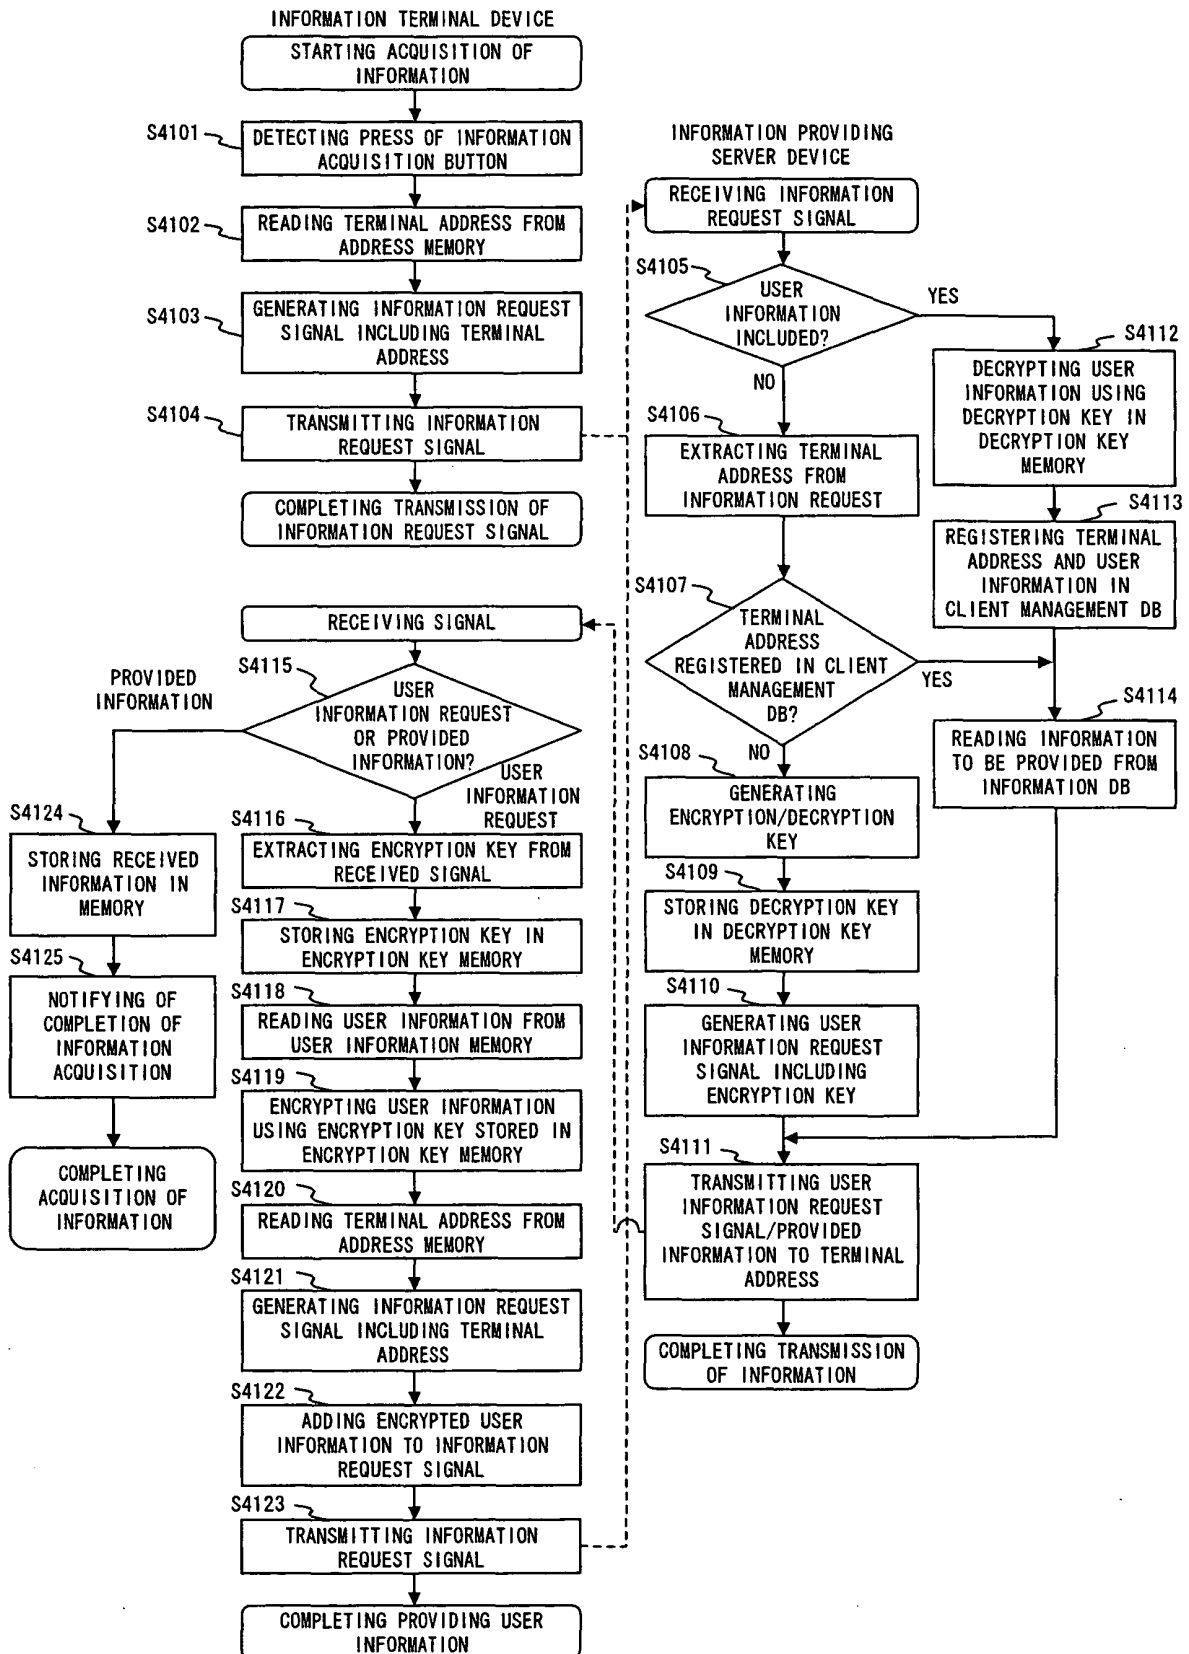 INFORMATION TERMINAL DEVICE
STARTING ACQUISITION OF
INFORMATION
S4101
DETECTING PRESS OF INFORMATION
ACQUISITION BUTTON
S4102
READING TERMINAL ADDRESS FROM
ADDRESS MEMORY
S4103
GENERATING INFORMATION REQUEST
SIGNAL INCLUDING TERMINAL
ADDRESS
S4104
TRANSMITTING INFORMATION
REQUEST SIGNAL
COMPLETING TRANSMISSION OF
INFORMATION REQUEST SIGNAL
RECEIVING SIGNAL
S4115
USER
INFORMATION REQUEST
OR PROVIDED
INFORMATION?
PROVIDED
INFORMATION
USER
INFORMATION
REQUEST
S4124
STORING RECEIVED
INFORMATION IN
MEMORY
S4125
NOTIFYING OF
COMPLETION OF
INFORMATION
ACQUISITION
COMPLETING
ACQUISITION OF
INFORMATION
S4116
EXTRACTING ENCRYPTION KEY FROM
RECEIVED SIGNAL
S4117
STORING ENCRYPTION KEY IN
ENCRYPTION KEY MEMORY
S4118
READING USER INFORMATION FROM
USER INFORMATION MEMORY
S4119
ENCRYPTING USER INFORMATION
USING ENCRYPTION KEY STORED IN
ENCRYPTION KEY MEMORY
S4120
READING TERMINAL ADDRESS FROM
ADDRESS MEMORY
S4121
GENERATING INFORMATION REQUEST
SIGNAL INCLUDING TERMINAL
ADDRESS
S4122
ADDING ENCRYPTED USER
INFORMATION TO INFORMATION
REQUEST SIGNAL
S4123
TRANSMITTING INFORMATION
REQUEST SIGNAL
COMPLETING PROVIDING USER
INFORMATION
INFORMATION PROVIDING
SERVER DEVICE
RECEIVING INFORMATION
REQUEST SIGNAL
S4105
USER
INFORMATION
INCLUDED?
YES
NO
S4106
EXTRACTING TERMINAL
ADDRESS FROM
INFORMATION REQUEST
S4107
TERMINAL
ADDRESS
REGISTERED IN CLIENT
MANAGEMENT
DB?
YES
NO
S4108
GENERATING
ENCRYPTION/DECRYPTION
KEY
S4109
STORING DECRYPTION KEY
IN DECRYPTION KEY
MEMORY
S4110
GENERATING USER
INFORMATION REQUEST
SIGNAL INCLUDING
ENCRYPTION KEY
S4111
TRANSMITTING USER
INFORMATION REQUEST
SIGNAL/PROVIDED
INFORMATION TO TERMINAL
ADDRESS
COMPLETING TRANSMISSION
OF INFORMATION
S4112
DECRYPTING USER
INFORMATION USING
DECRYPTION KEY IN
DECRYPTION KEY
MEMORY
S4113
REGISTERING TERMINAL
ADDRESS AND USER
INFORMATION IN
CLIENT MANAGEMENT DB
S4114
READING INFORMATION
TO BE PROVIDED FROM
INFORMATION DB